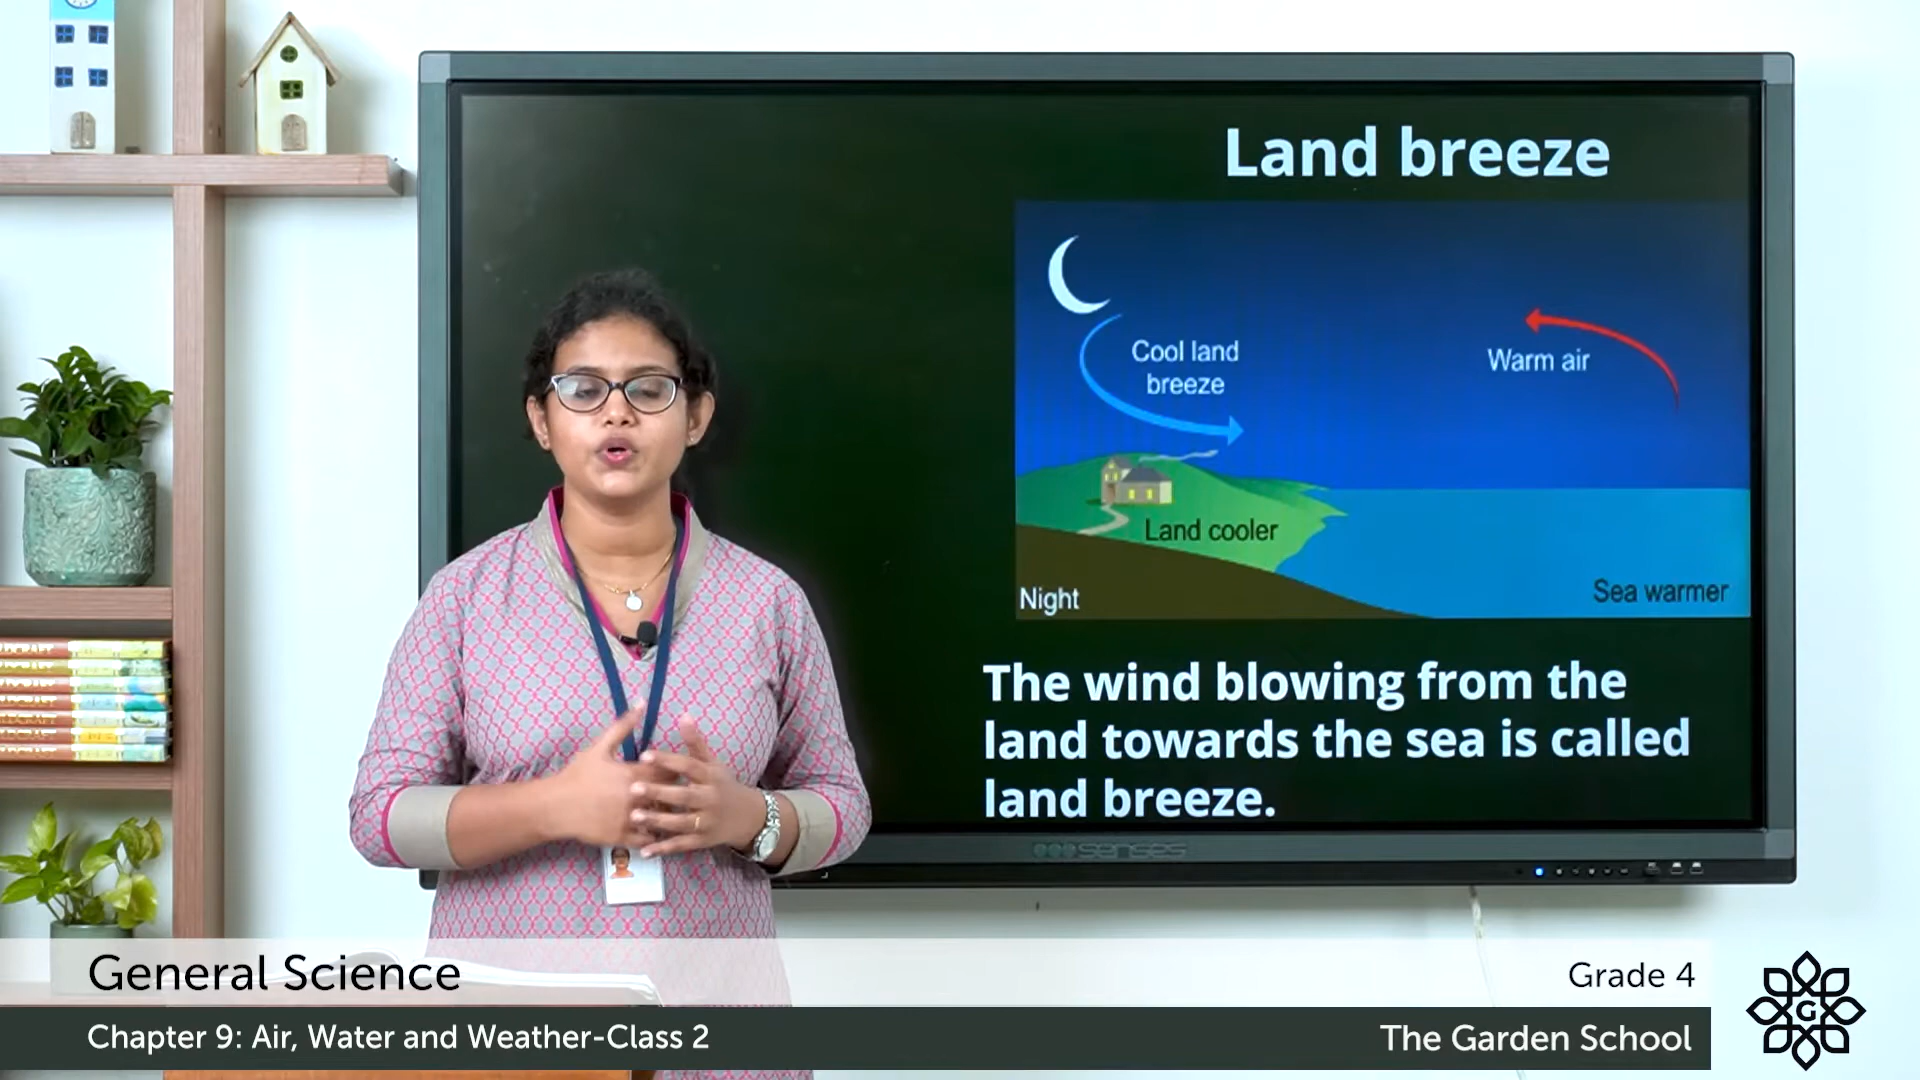 Land breeze
Cool land
breeze
Warm air
Land cooler
Night
Sea warmer
The wind blowing from the
land towards the sea is called
land breeze.
senses
General Science
Grade 4
Chapter 9: Air, Water and Weather-Class 2
The Garden School
G